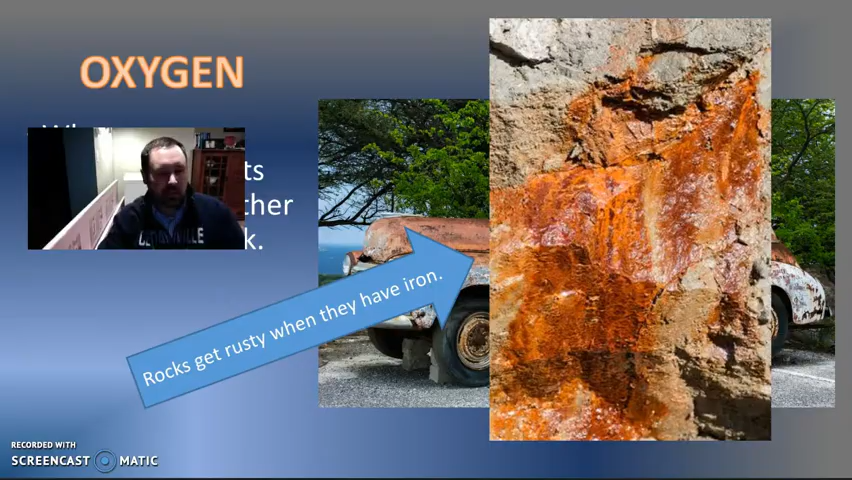 OXYGEN
ts
ther
k.
Rocks get rusty when they have iron.
RECORDED WITH
SCREENCAST MATIC